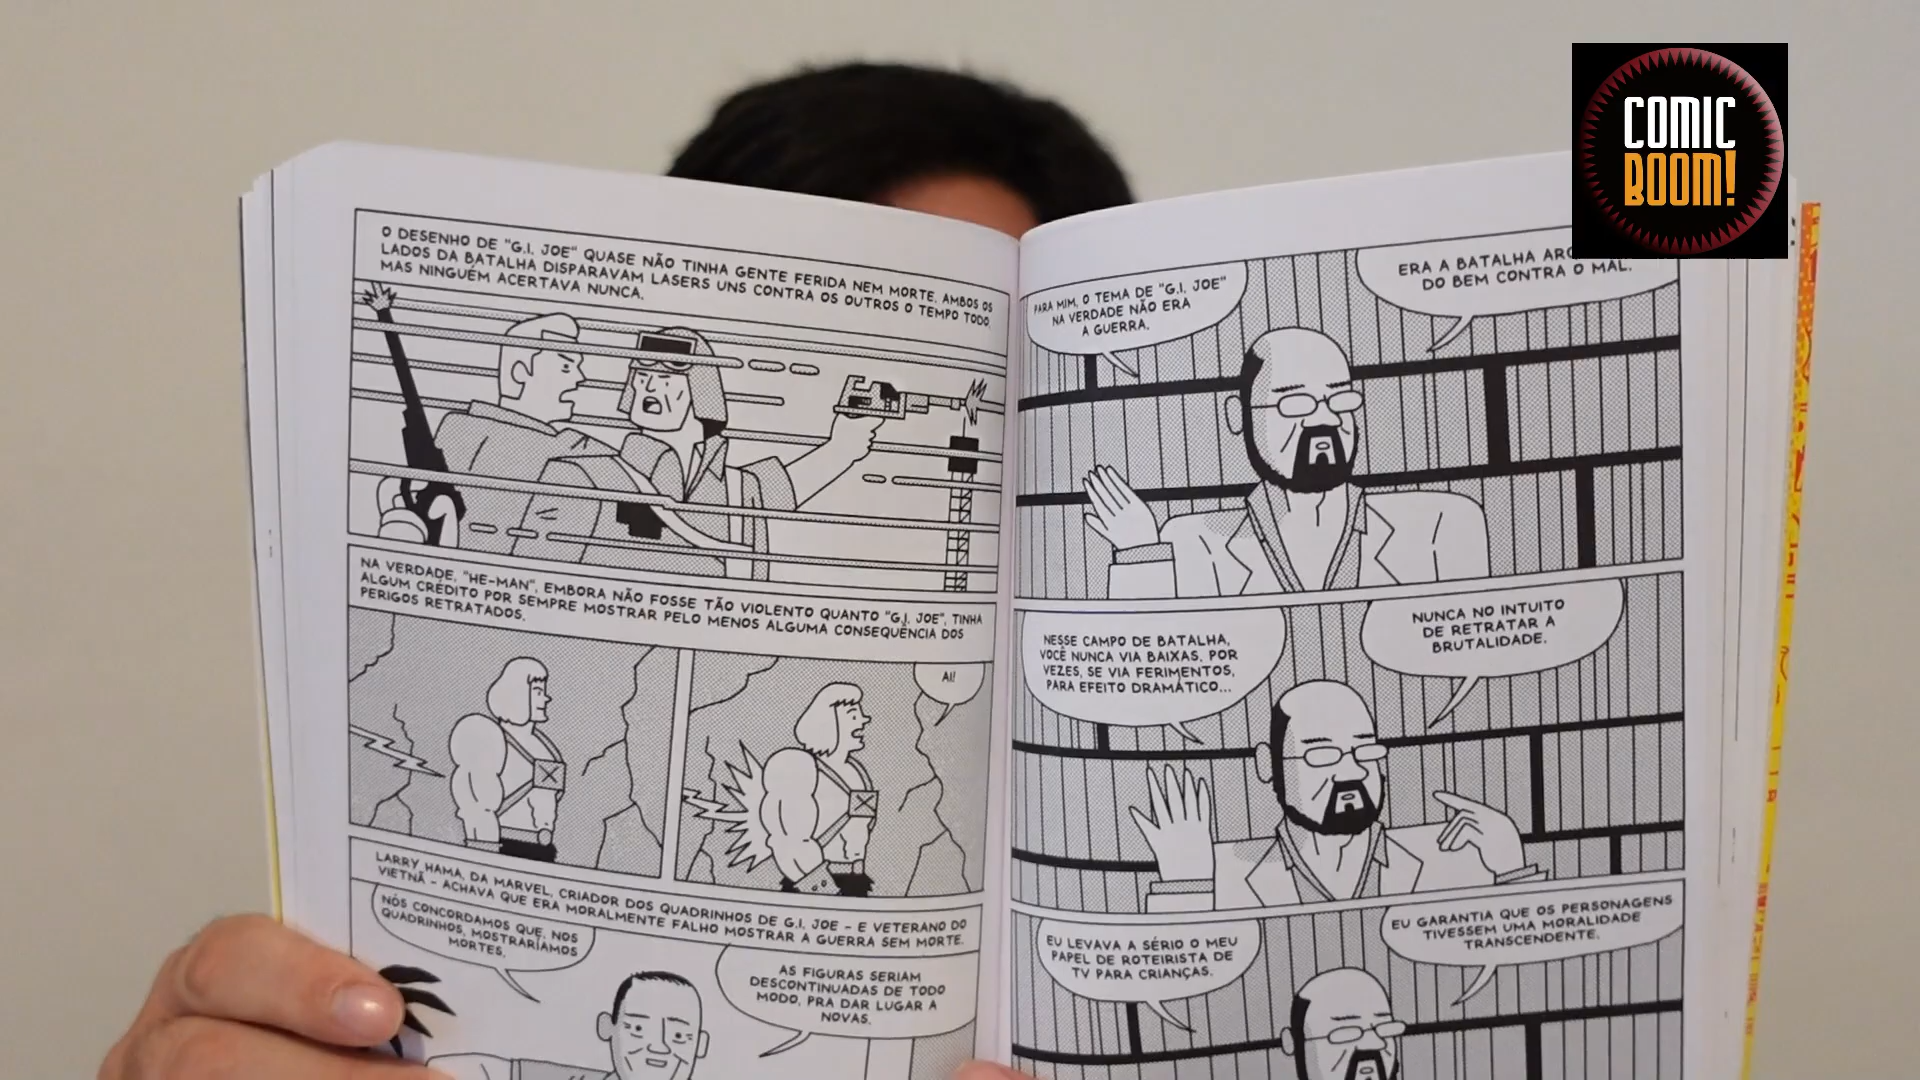 O DESENHO DE "G.I. JOE" QUASE NÃO TINHA GENTE FERIDA NEM MORTE. AMBOS OS
LADOS DA BATALHA DISPARAVAM LASERS UNS CONTRA OS OUTROS O TEMPO TODO,
MAS NINGUÉM ACERTAVA NUNCA.
NA VERDADE, "HE-MAN", EMBORA NÃO FOSSE TÃO VIOLENTO QUANTO "G.I. JOE", TINHA
ALGUM CRÉDITO POR SEMPRE MOSTRAR PELO MENOS ALGUMA CONSEQUÊNCIA DOS
PERIGOS RETRATADOS.
AI!
LARRY HAMA, DA MARVEL, CRIADOR DOS QUADRINHOS DE G.I. JOE – E VETERANO DO
VIETNÃ – ACHAVA QUE ERA MORALMENTE FALHO MOSTRAR A GUERRA SEM MORTE.
NÓS CONCORDAMOS QUE, NOS
QUADRINHOS, MOSTRARÍAMOS
MORTES.
AS FIGURAS SERIAM
DESCONTINUADAS DE TODO
MODO, PRA DAR LUGAR A
NOVAS.
PARA MIM, O TEMA DE "G.I. JOE"
NA VERDADE NÃO ERA
A GUERRA.
ERA A BATALHA
DO BEM CONTRA O MAL.
NESSE CAMPO DE BATALHA,
VOCÊ NUNCA VIA BAIXAS. POR
VEZES, SE VIA FERIMENTOS,
PARA EFEITO DRAMÁTICO...
NUNCA NO INTUITO
DE RETRATAR A
BRUTALIDADE.
EU LEVAVA A SÉRIO O MEU
PAPEL DE ROTEIRISTA DE
TV PARA CRIANÇAS.
EU GARANTIA QUE OS PERSONAGENS
TIVESSEM UMA MORALIDADE
TRANSCENDENTE.
COMIC
BOOM!